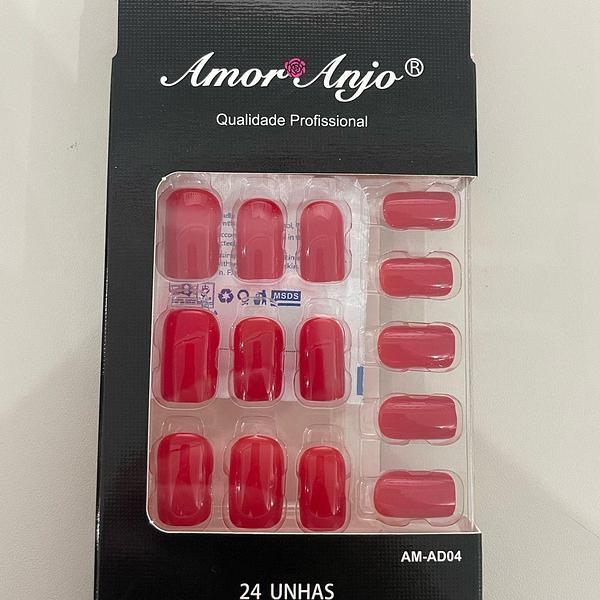 Amor Anjo®
Qualidade Profissional
MSDS
AM-AD04
24 UNHAS